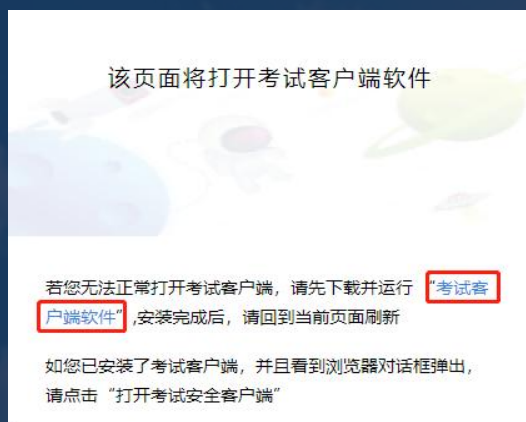 该页面将打开考试客户端软件
若您无法正常打开考试客户端，请先下载并运行 “考试客
户端软件” ,安装完成后，请回到当前页面刷新
如您已安装了考试客户端，并且看到浏览器对话框弹出，
请点击“打开考试安全客户端”